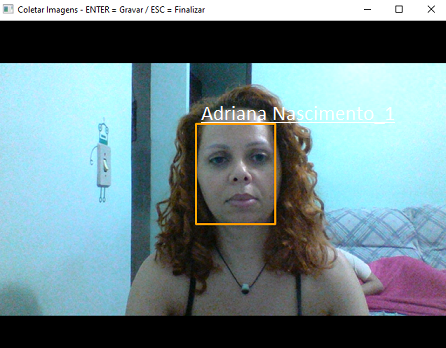 Coletar Imagens - ENTER = Gravar / ESC = Finalizar
Adriana Nascimento_1